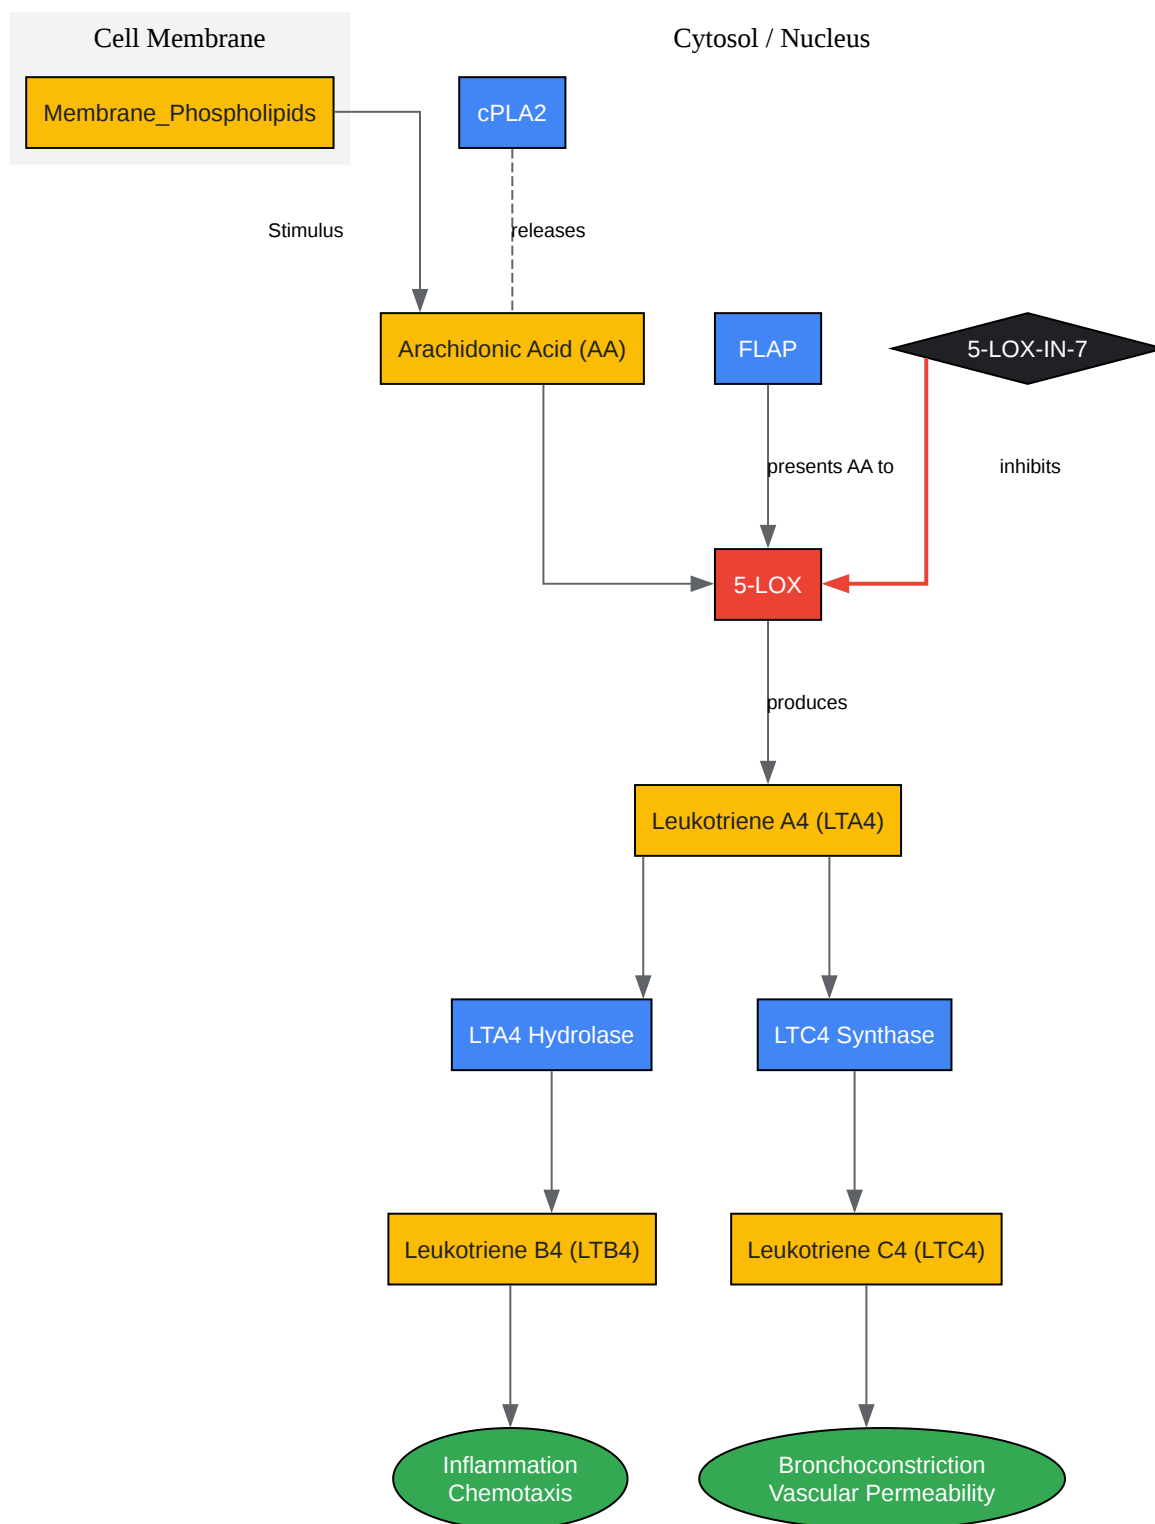 Cell Membrane
Cytosol / Nucleus
Membrane_Phospholipids
cPLA2
Stimulus
releases
Arachidonic Acid (AA)
FLAP
5-LOX-IN-7
presents AA to
inhibits
5-LOX
produces
Leukotriene A4 (LTA4)
LTA4 Hydrolase
LTC4 Synthase
Leukotriene B4 (LTB4)
Leukotriene C4 (LTC4)
Inflammation
Chemotaxis
Bronchoconstriction
Vascular Permeability